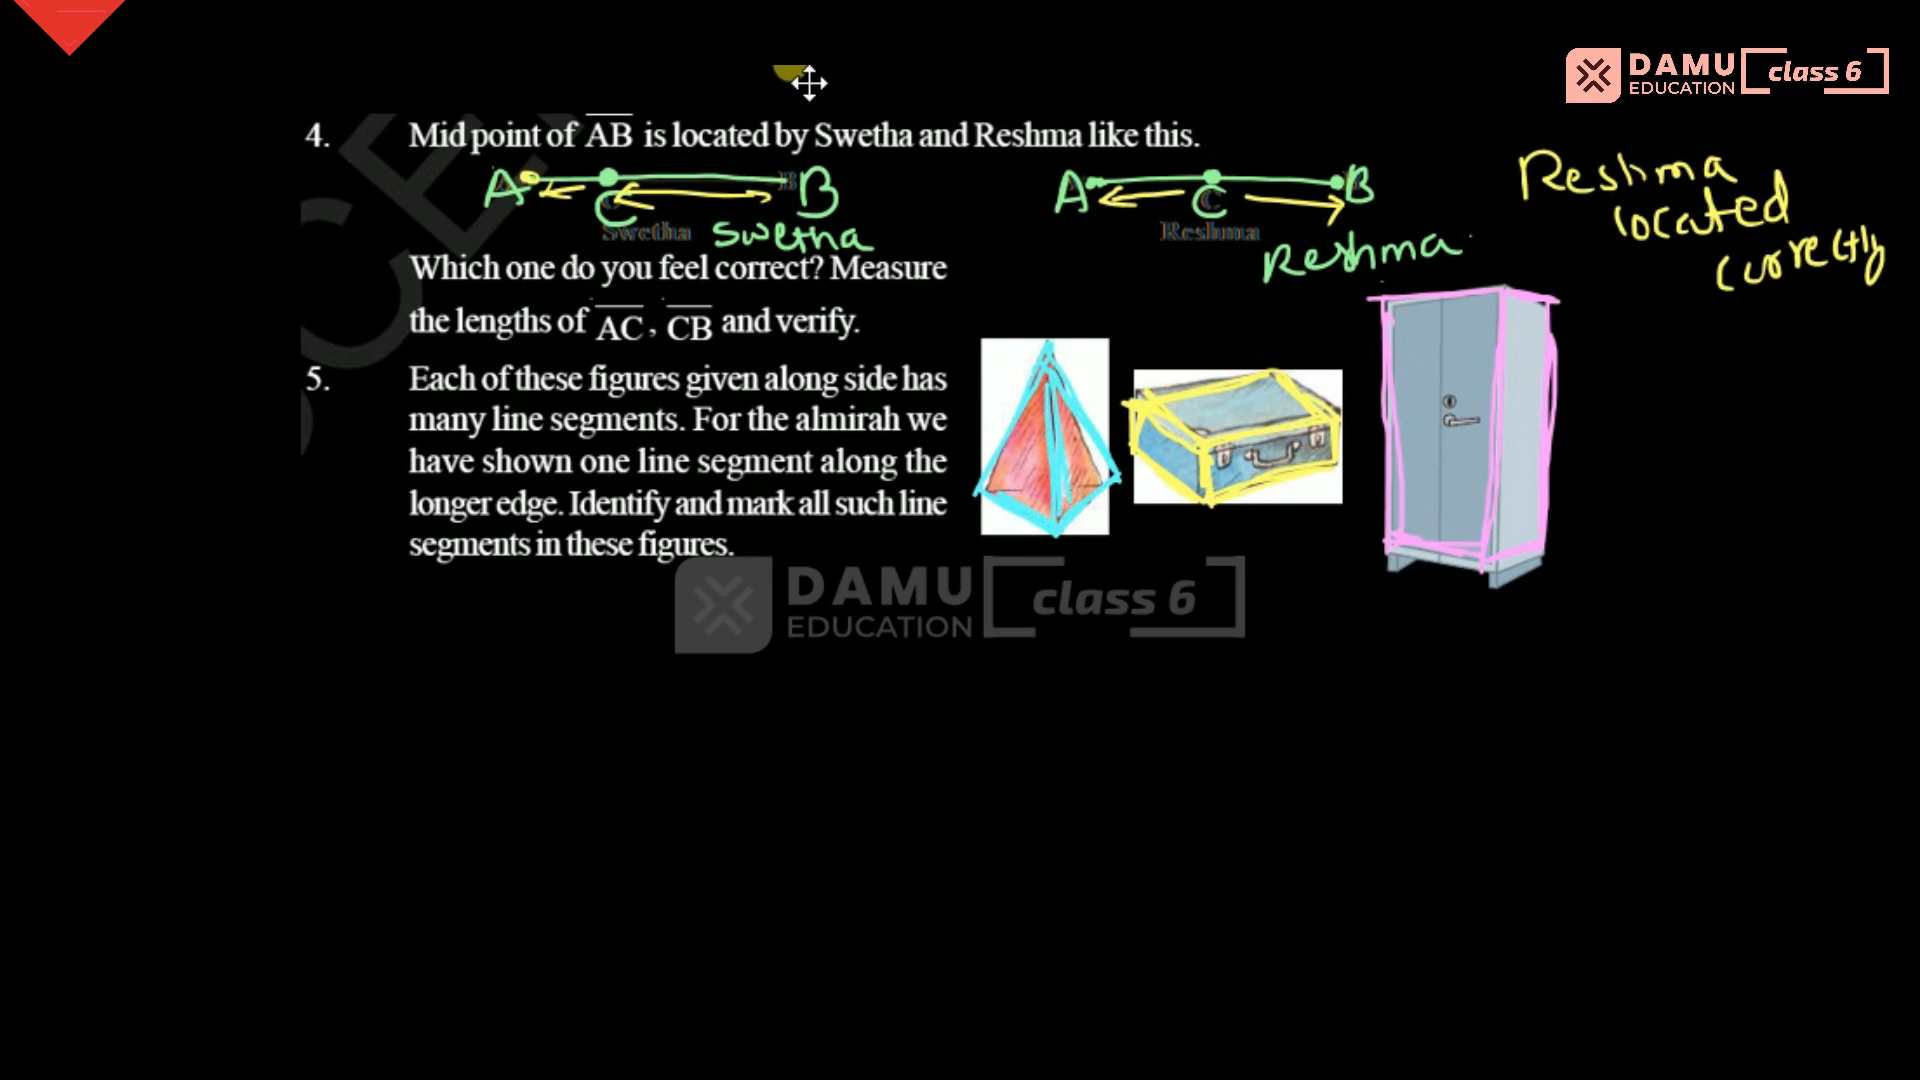 DAMU
EDUCATION
class 6
4. Mid point of AB is located by Swetha and Reshma like this.
A C B
Swetha
Swetha
A C B
Reshma
Reshma
Reshma
located
correctly
Which one do you feel correct? Measure
the lengths of AC, CB and verify.
5. Each of these figures given along side has
many line segments. For the almirah we
have shown one line segment along the
longer edge. Identify and mark all such line
segments in these figures.
DAMU
EDUCATION
class 6